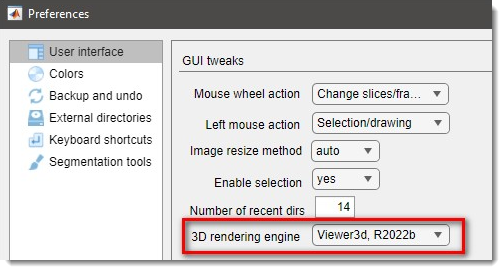 Preferences
User interface
Colors
Backup and undo
External directories
Keyboard shortcuts
Segmentation tools
GUI tweaks
Mouse wheel action Change slices/fra...
Left mouse action Selection/drawing
Image resize method auto
Enable selection yes
Number of recent dirs 14
3D rendering engine Viewer3d, R2022b